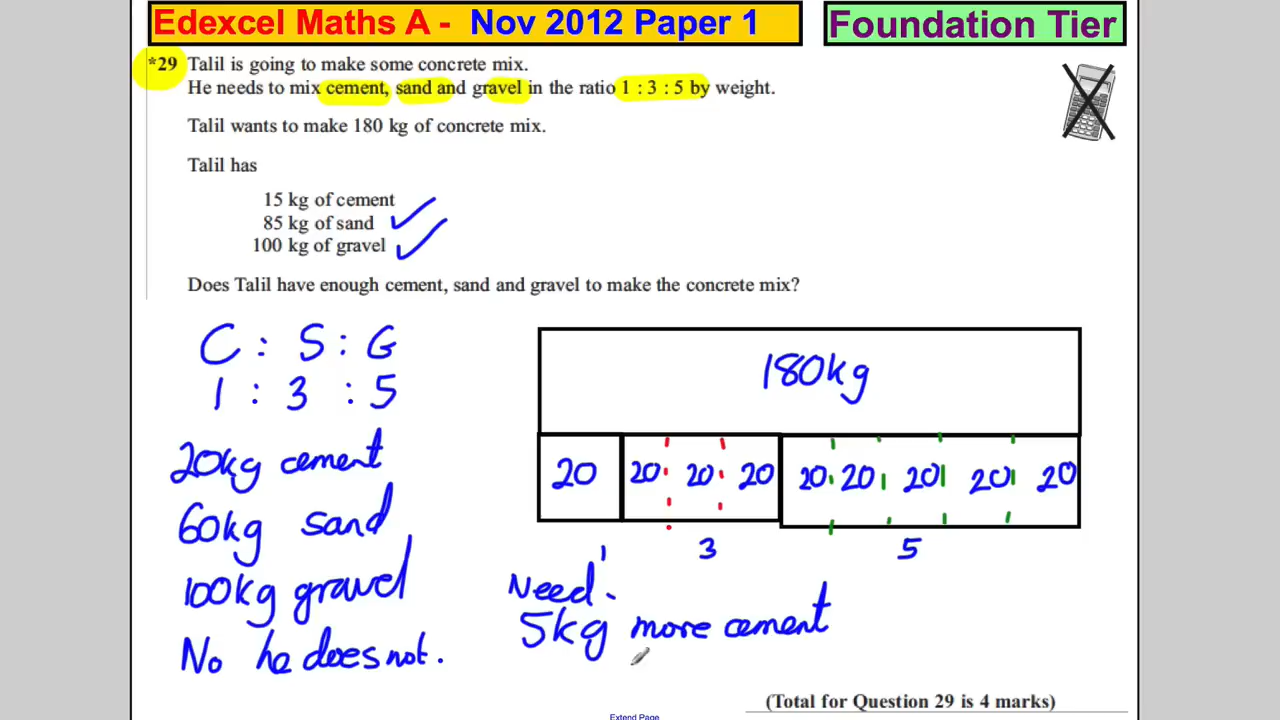 Edexcel Maths A - Nov 2012 Paper 1
Foundation Tier
*29 Talil is going to make some concrete mix.
He needs to mix cement, sand and gravel in the ratio 1 : 3 : 5 by weight.
Talil wants to make 180 kg of concrete mix.
Talil has
15 kg of cement
85 kg of sand
100 kg of gravel
Does Talil have enough cement, sand and gravel to make the concrete mix?
C : S : G
1 : 3 : 5
20kg cement
60kg sand
100kg gravel
No he does not.
180kg
20 20 20 20 20 20 20 20 20
1 3 5
Need
5kg more cement
(Total for Question 29 is 4 marks)
Extend Page